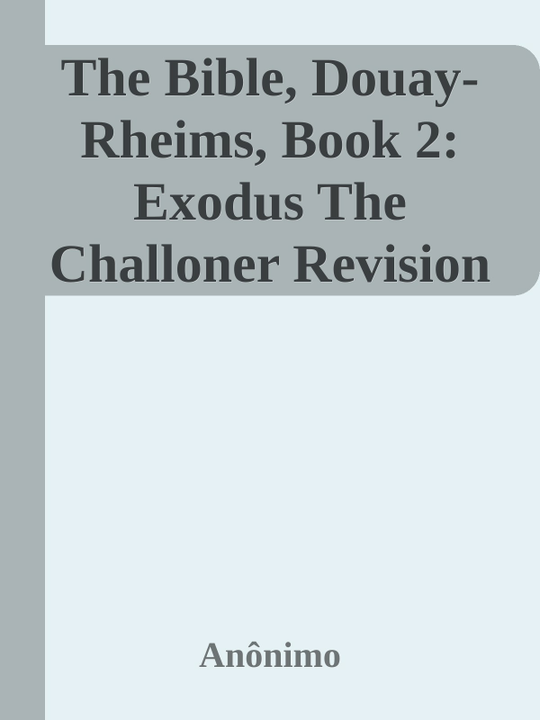 The Bible, Douay-
Rheims, Book 2:
Exodus The
Challoner Revision
Anônimo